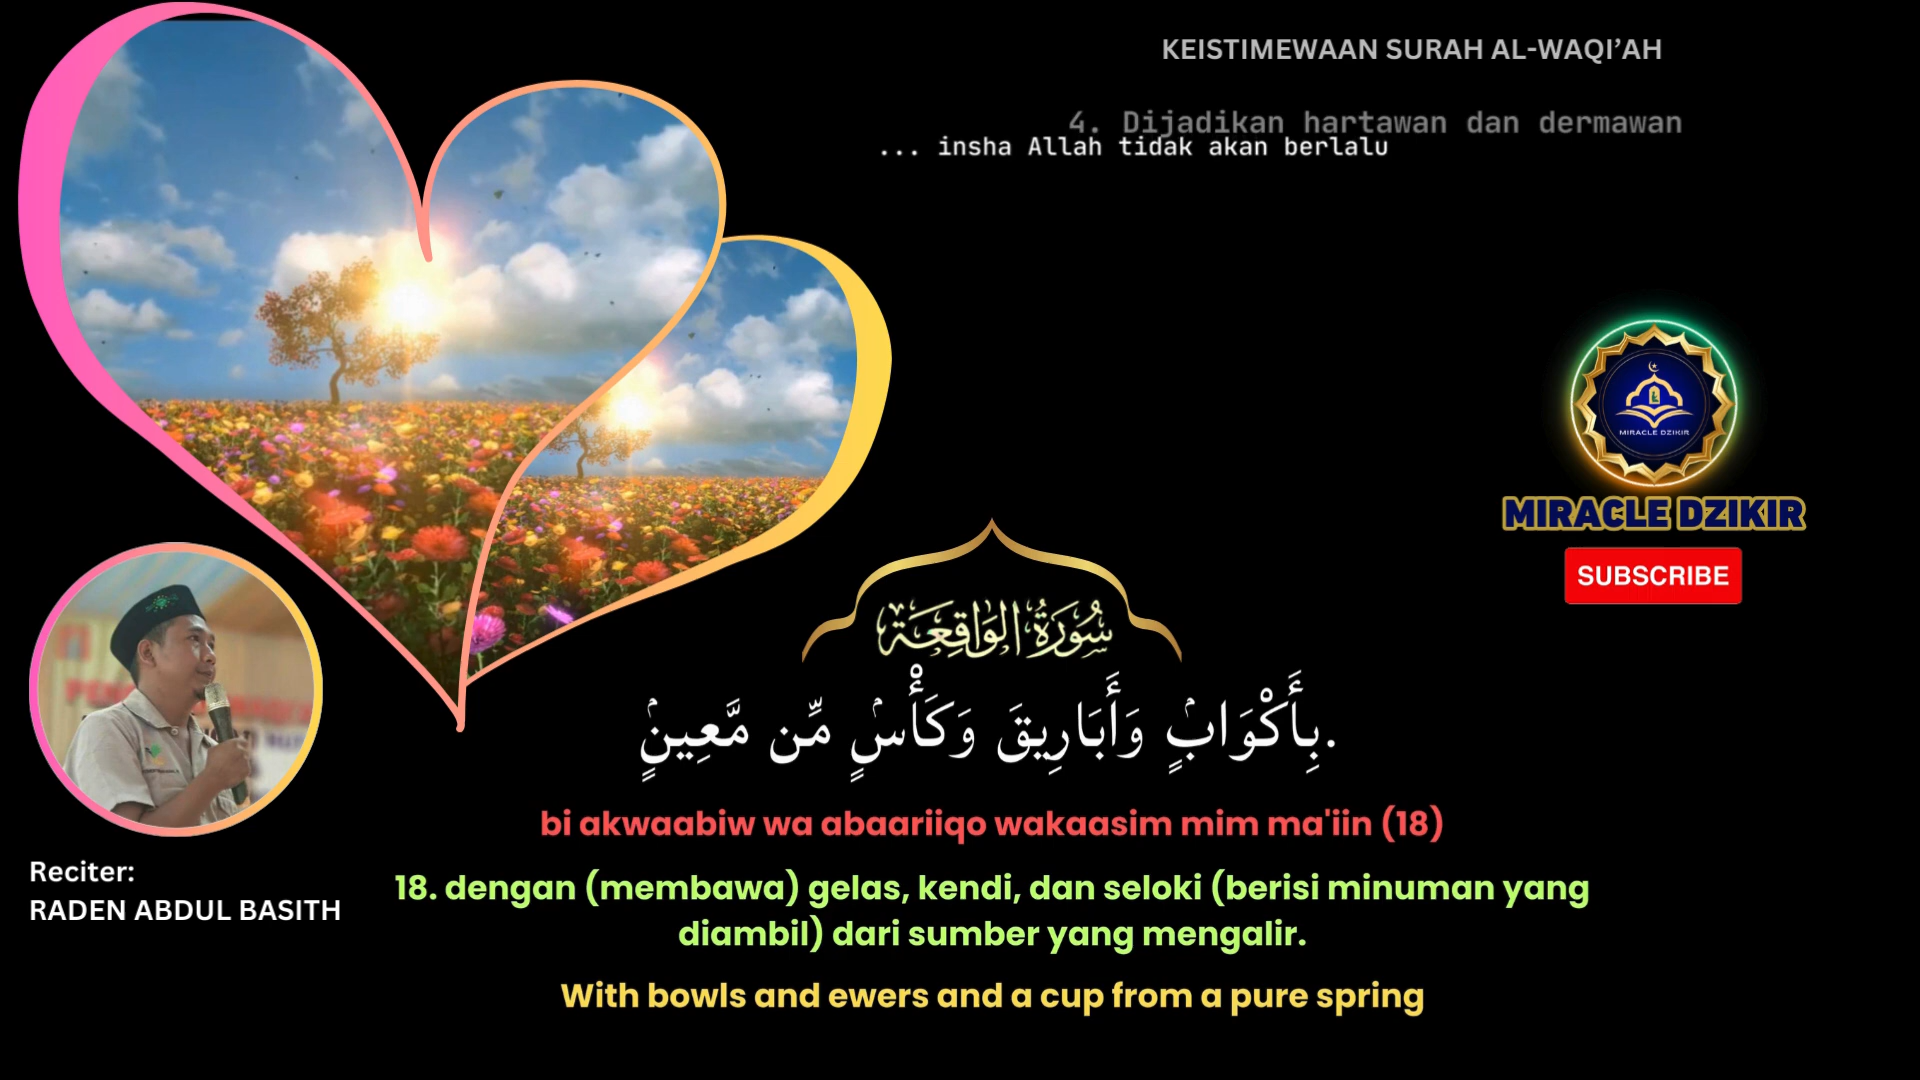 KEISTIMEWAAN SURAH AL-WAQI’AH
4. Dijadikan hartawan dan dermawan
... insha Allah tidak akan berlalu
MIRACLE DZIKIR
MIRACLE DZIKIR
SUBSCRIBE
سُورَةُ الوَاقِعَة
بِأَكْوَابٍۢ وَأَبَارِيقَ وَكَأْسٍۢ مِّن مَّعِينٍۢ.
bi akwaabiw wa abaariiqo wakaasim mim ma'iin (18)
Reciter:
RADEN ABDUL BASITH
18. dengan (membawa) gelas, kendi, dan seloki (berisi minuman yang
diambil) dari sumber yang mengalir.
With bowls and ewers and a cup from a pure spring